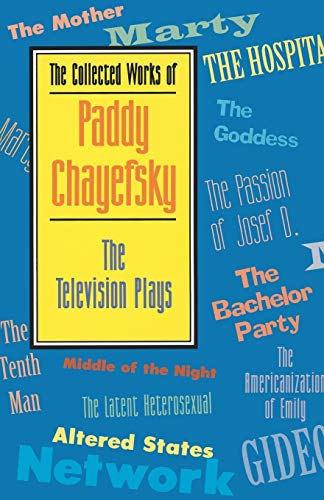 The Mother
Marty
THE HOSPITA
The Collected Works of
Paddy
Chayefsky
The
Television Plays
The
Goddess
The Passion
of Josef D.
The
Bachelor
Party
The
Tenth
Man
Middle of the Night
The
Americanization
of Emily
The Latent Heterosexual
GIDEO
Altered States
Network